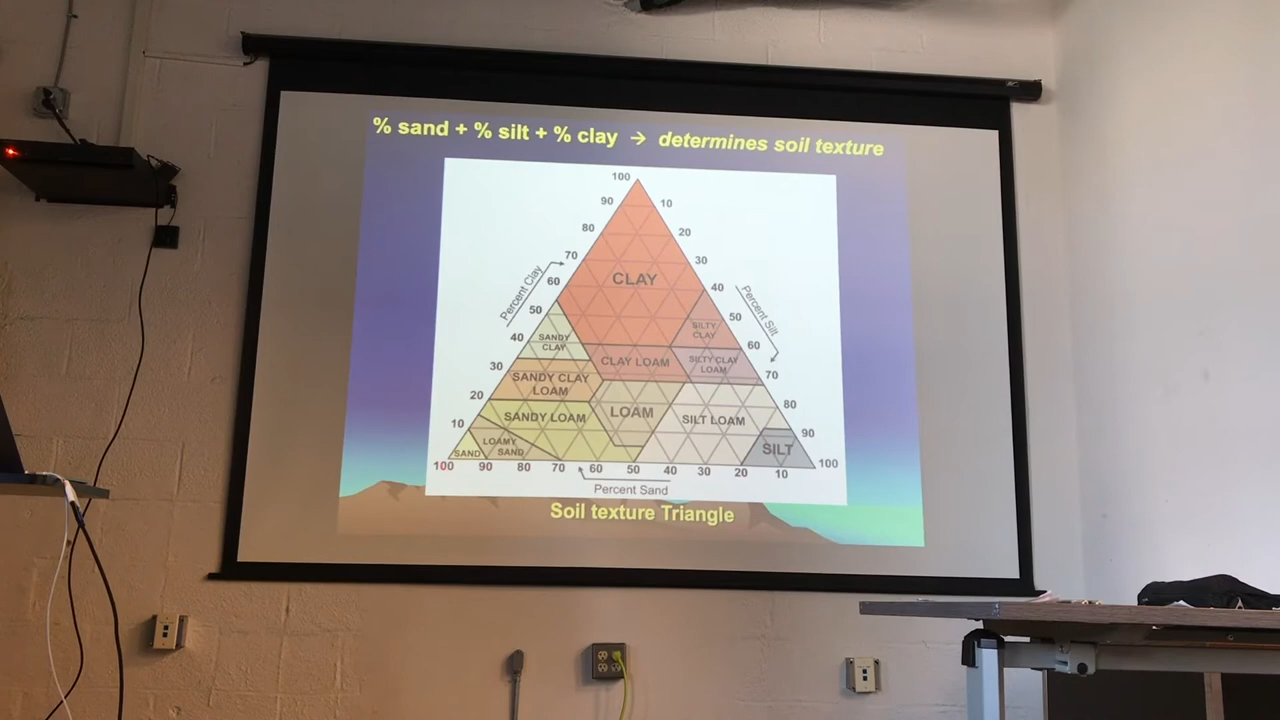 % sand + % silt + % clay → determines soil texture
100
90
80
70
60
50
40
30
20
10
Percent Clay
10
20
30
40
50
60
70
80
90
100
Percent Silt
CLAY
SILTY
CLAY
SANDY
CLAY
CLAY LOAM
SILTY CLAY
LOAM
SANDY CLAY
LOAM
SANDY LOAM
LOAM
SILT LOAM
SAND
LOAMY
SAND
SILT
100 90 80 70 60 50 40 30 20 10
Percent Sand
Soil texture Triangle